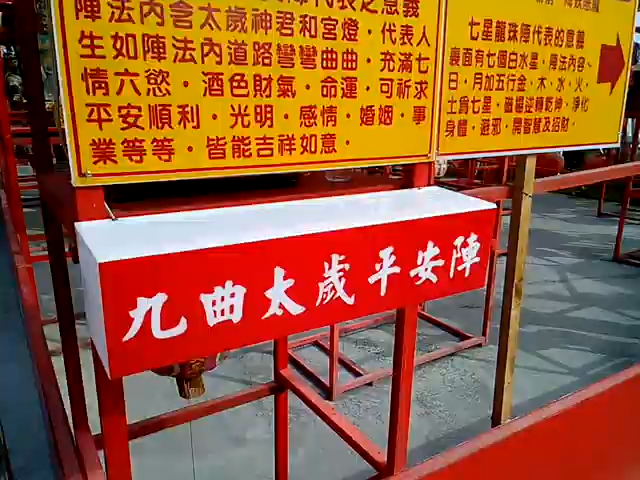 陣法內含太歲神君和宮燈，代表人
生如陣法內道路彎彎曲曲，充滿七
情六慾，酒色財氣，命運，可祈求
平安順利，光明，感情，婚姻，事
業等等，皆能吉祥如意.
七星龍珠陣代表的意義
裏面有七個白水星，陣法內容、
日，月加五行金，木，水，火，
土貪七星，磁場逆轉乾坤，淨化
身體，避邪，開智慧及招財.
九曲太歲平安陣